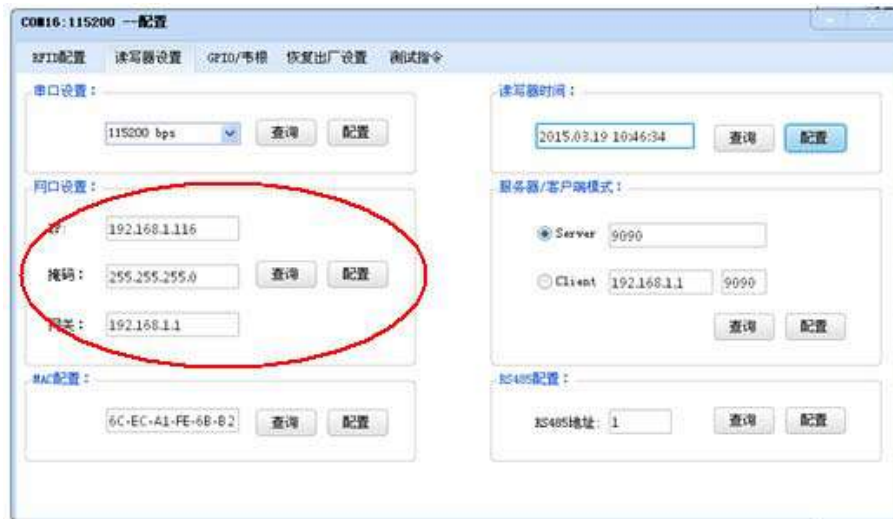 COM16:115200 --配置
RFID配置 读写器设置 GPIO/韦根 恢复出厂设置 测试指令
串口设置：
115200 bps 查询 配置
读写器时间：
2015.03.19 10:46:34 查询 配置
网口设置：
IP:
192.168.1.116
掩码： 255.255.255.0 查询 配置
网关： 192.168.1.1
服务器/客户端模式：
Server 9090
Client 192.168.1.1 9090
查询 配置
MAC配置：
6C-EC-A1-FE-6B-B2 查询 配置
RS485配置：
RS485地址: 1 查询 配置